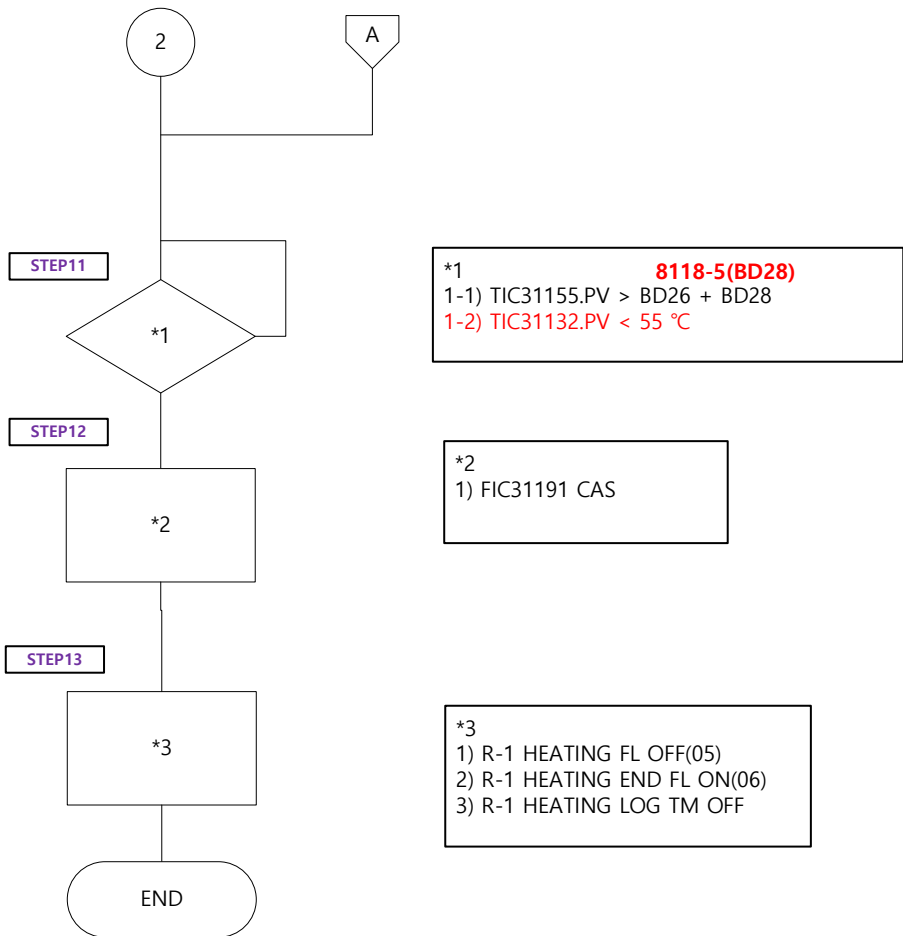 2
A
STEP11
*1
*1 8118-5(BD28)
1-1) TIC31155.PV > BD26 + BD28
1-2) TIC31132.PV < 55 ℃
STEP12
*2
*2
1) FIC31191 CAS
STEP13
*3
*3
1) R-1 HEATING FL OFF(05)
2) R-1 HEATING END FL ON(06)
3) R-1 HEATING LOG TM OFF
END